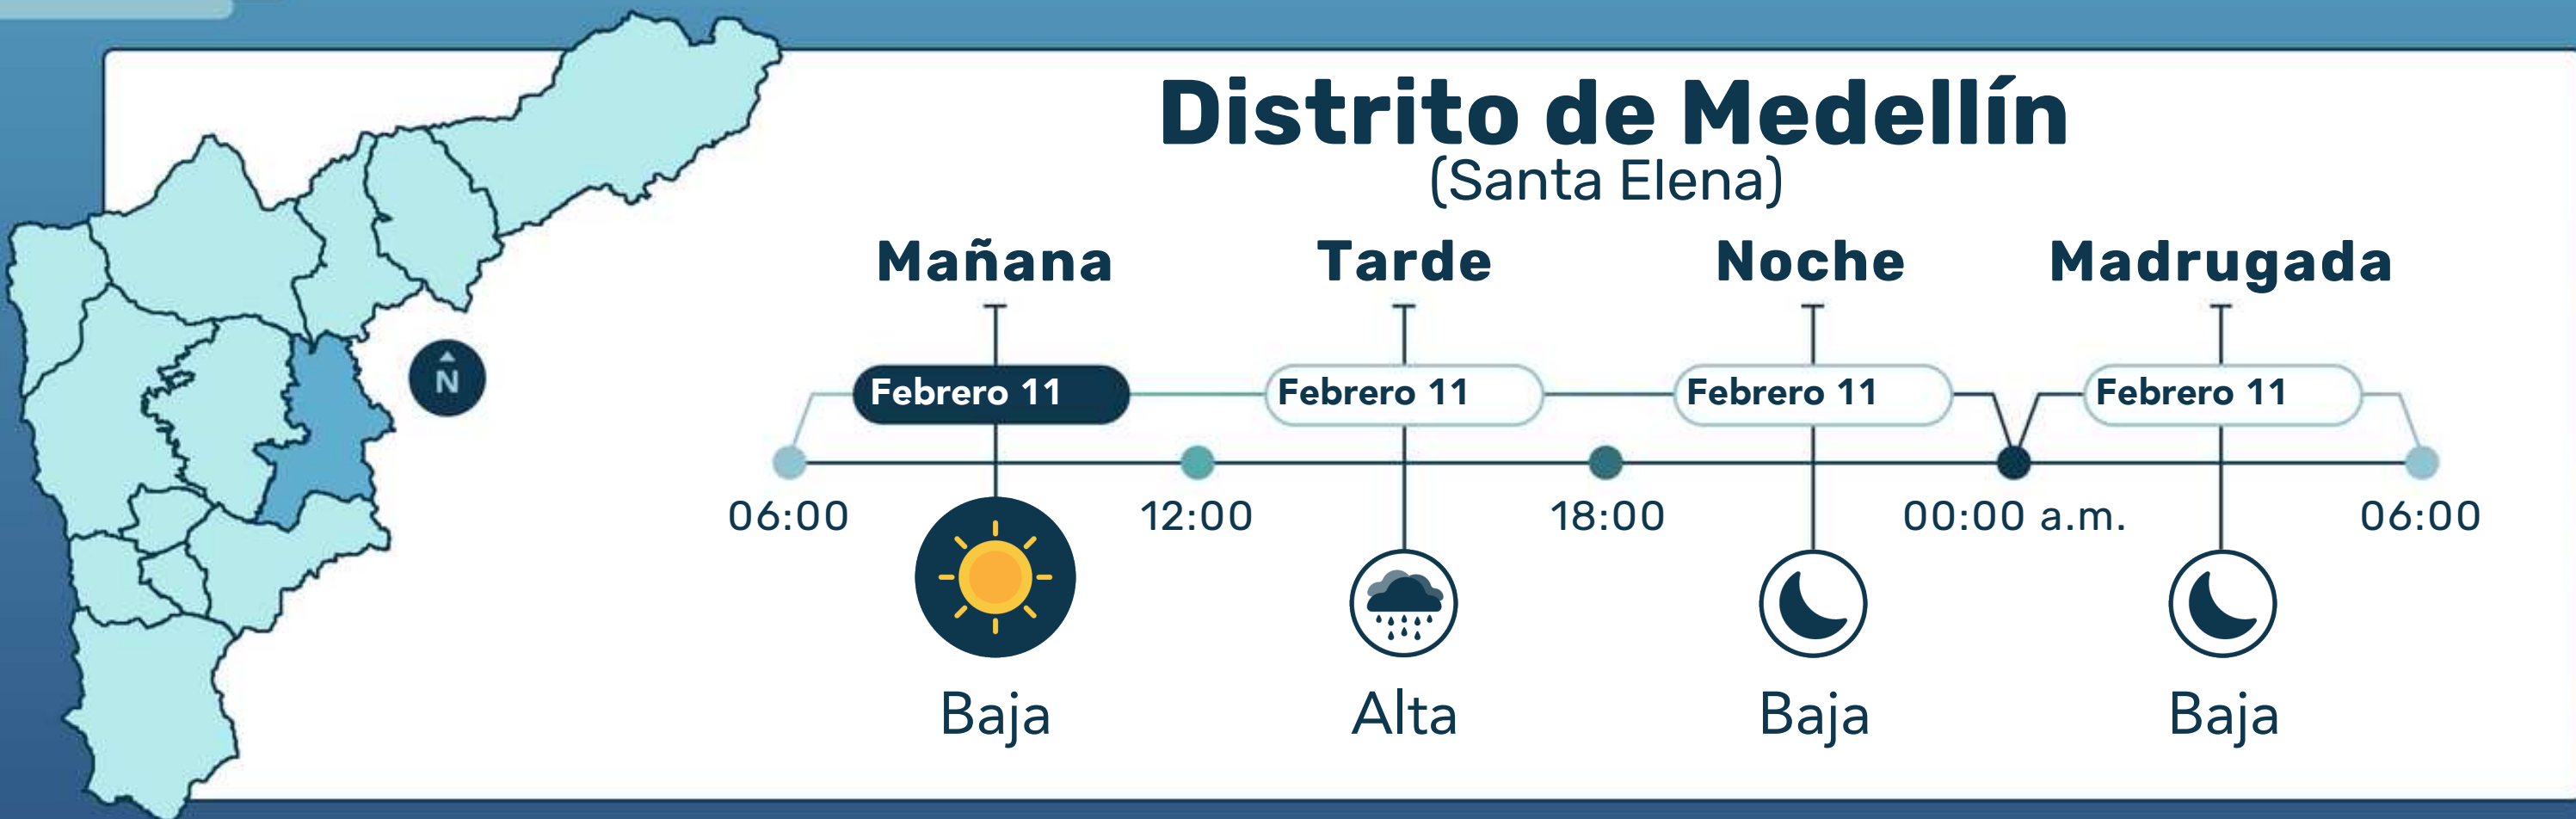 Distrito de Medellín
(Santa Elena)
Mañana Tarde Noche Madrugada
N
Febrero 11 Febrero 11 Febrero 11 Febrero 11
06:00 12:00 18:00 00:00 a.m. 06:00
Baja Alta Baja Baja